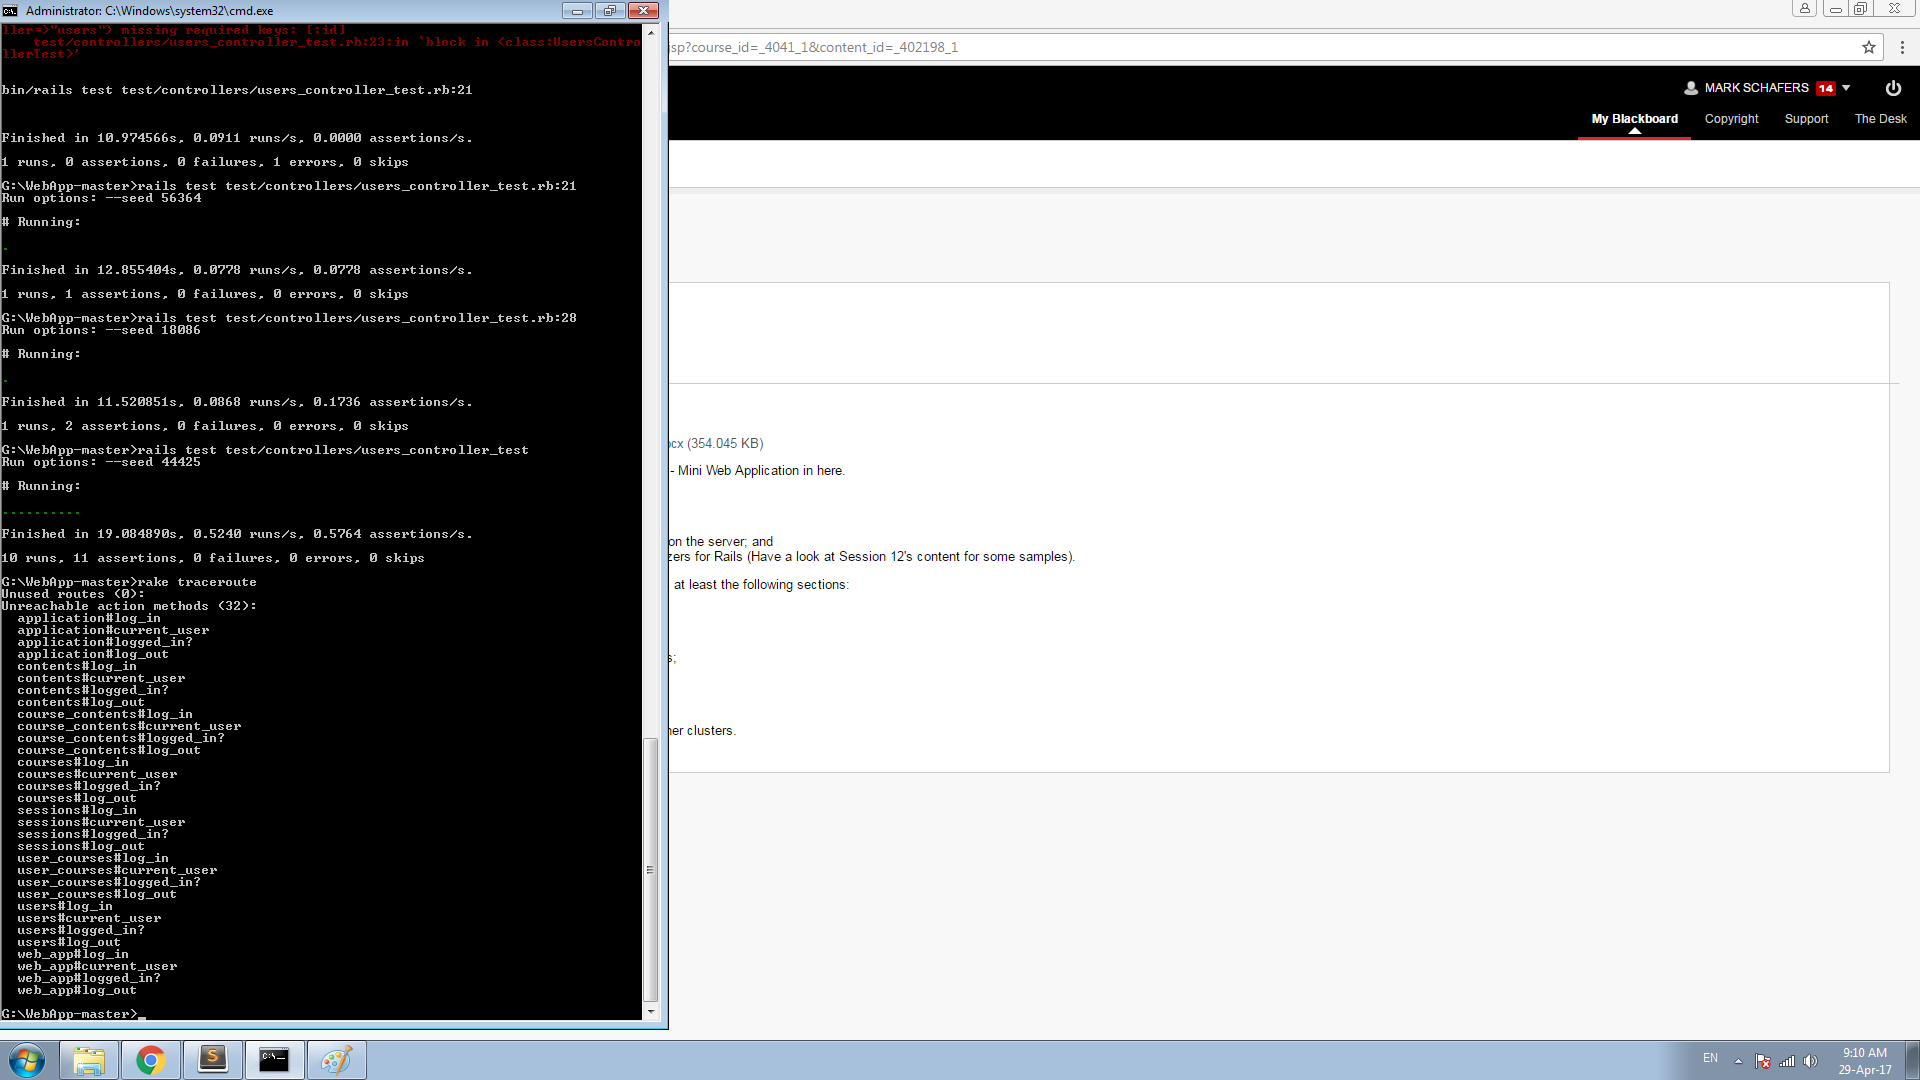 Administrator: C:\Windows\system32\cmd.exe
ller=>"users"} missing required keys: [:id]
test/controllers/users_controller_test.rb:23:in `block in <class:UsersContro
llerTest>'
bin/rails test test/controllers/users_controller_test.rb:21
Finished in 10.974566s, 0.0911 runs/s, 0.0000 assertions/s.
1 runs, 0 assertions, 0 failures, 1 errors, 0 skips
G:\WebApp-master>rails test test/controllers/users_controller_test.rb:21
Run options: --seed 56364
# Running:
.
Finished in 12.855404s, 0.0778 runs/s, 0.0778 assertions/s.
1 runs, 1 assertions, 0 failures, 0 errors, 0 skips
G:\WebApp-master>rails test test/controllers/users_controller_test.rb:28
Run options: --seed 18086
# Running:
.
Finished in 11.520851s, 0.0868 runs/s, 0.1736 assertions/s.
1 runs, 2 assertions, 0 failures, 0 errors, 0 skips
G:\WebApp-master>rails test test/controllers/users_controller_test
Run options: --seed 44425
# Running:
..........
Finished in 19.084890s, 0.5240 runs/s, 0.5764 assertions/s.
10 runs, 11 assertions, 0 failures, 0 errors, 0 skips
G:\WebApp-master>rake traceroute
Unused routes (0):
Unreachable action methods (32):
application#log_in
application#current_user
application#logged_in?
application#log_out
contents#log_in
contents#current_user
contents#logged_in?
contents#log_out
course_contents#log_in
course_contents#current_user
course_contents#logged_in?
course_contents#log_out
courses#log_in
courses#current_user
courses#logged_in?
courses#log_out
sessions#log_in
sessions#current_user
sessions#logged_in?
sessions#log_out
user_courses#log_in
user_courses#current_user
user_courses#logged_in?
user_courses#log_out
users#log_in
users#current_user
users#logged_in?
users#log_out
web_app#log_in
web_app#current_user
web_app#logged_in?
web_app#log_out
G:\WebApp-master>_
jsp?course_id=_4041_1&content_id=_402198_1
MARK SCHAFERS 14
My Blackboard Copyright Support The Desk
ocx (354.045 KB)
- Mini Web Application in here.
on the server; and
zers for Rails (Have a look at Session 12's content for some samples).
at least the following sections:
s;
her clusters.
EN
9:10 AM
29-Apr-17